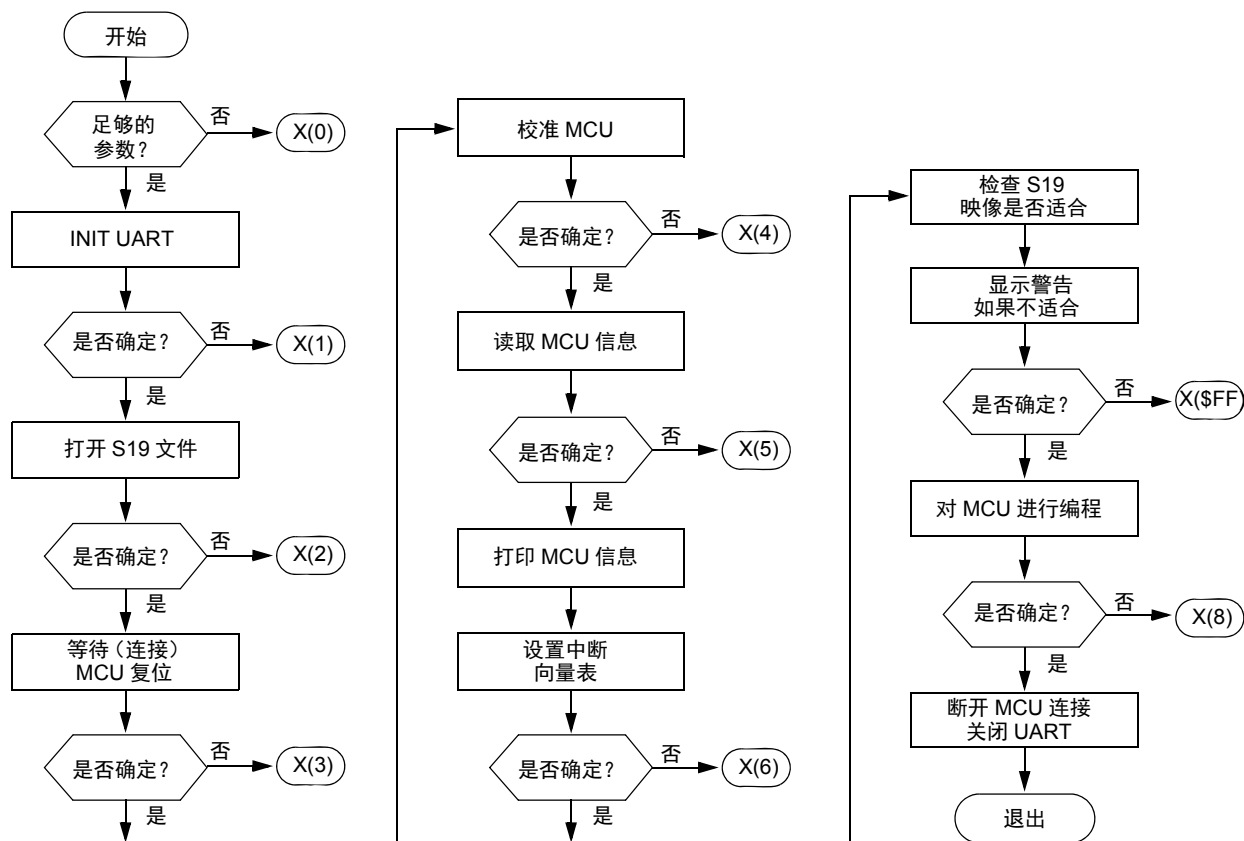 开始
足够的
参数？
否
X(0)
是
INIT UART
是否确定？
否
X(1)
是
打开 S19 文件
是否确定？
否
X(2)
是
等待（连接）
MCU 复位
是否确定？
否
X(3)
是
校准 MCU
是否确定？
否
X(4)
是
读取 MCU 信息
是否确定？
否
X(5)
是
打印 MCU 信息
设置中断
向量表
是否确定？
否
X(6)
是
检查 S19
映像是否适合
显示警告
如果不适合
是否确定？
否
X($FF)
是
对 MCU 进行编程
是否确定？
否
X(8)
是
断开 MCU 连接
关闭 UART
退出